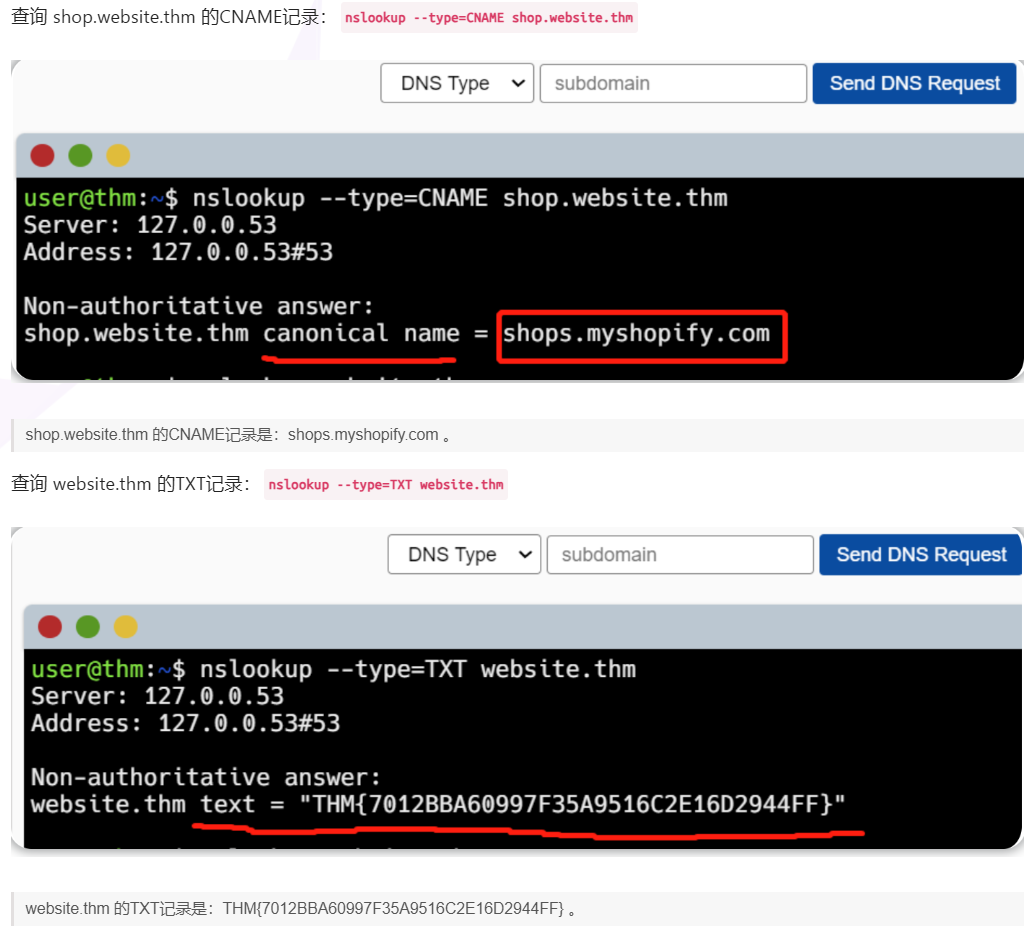 查询 shop.website.thm 的CNAME记录： nslookup --type=CNAME shop.website.thm
DNS Type subdomain Send DNS Request
user@thm:~$ nslookup --type=CNAME shop.website.thm
Server: 127.0.0.53
Address: 127.0.0.53#53
Non-authoritative answer:
shop.website.thm canonical name = shops.myshopify.com
shop.website.thm 的CNAME记录是：shops.myshopify.com 。
查询 website.thm 的TXT记录： nslookup --type=TXT website.thm
DNS Type subdomain Send DNS Request
user@thm:~$ nslookup --type=TXT website.thm
Server: 127.0.0.53
Address: 127.0.0.53#53
Non-authoritative answer:
website.thm text = "THM{7012BBA60997F35A9516C2E16D2944FF}"
website.thm 的TXT记录是：THM{7012BBA60997F35A9516C2E16D2944FF} 。